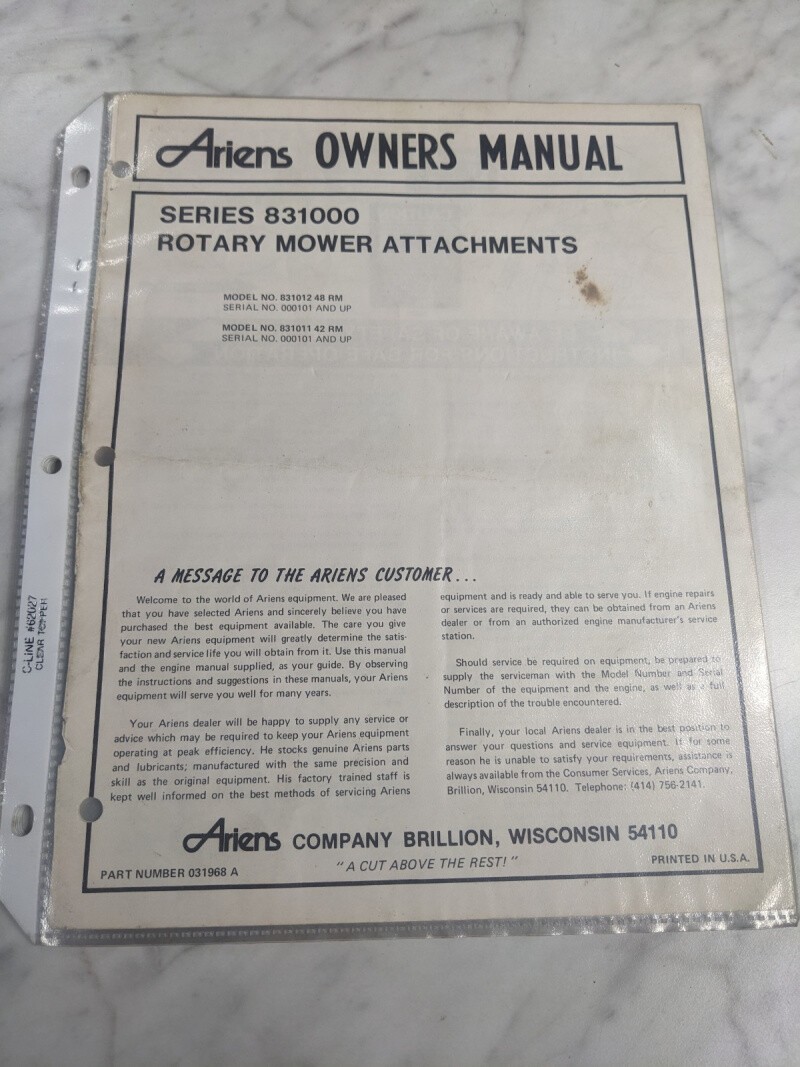 Ariens OWNERS MANUAL
SERIES 831000
ROTARY MOWER ATTACHMENTS
MODEL NO. 831012 48 RM
SERIAL NO. 000101 AND UP
MODEL NO. 831011 42 RM
SERIAL NO. 000101 AND UP
A MESSAGE TO THE ARIENS CUSTOMER...
Welcome to the world of Ariens equipment. We are pleased
that you have selected Ariens and sincerely believe you have
purchased the best equipment available. The care you give
your new Ariens equipment will greatly determine the satis-
faction and service life you will obtain from it. Use this manual
and the engine manual supplied, as your guide. By observing
the instructions and suggestions in these manuals, your Ariens
equipment will serve you well for many years.
Your Ariens dealer will be happy to supply any service or
advice which may be required to keep your Ariens equipment
operating at peak efficiency. He stocks genuine Ariens parts
and lubricants; manufactured with the same precision and
skill as the original equipment. His factory trained staff is
kept well informed on the best methods of servicing Ariens
equipment and is ready and able to serve you. If engine repairs
or services are required, they can be obtained from an Ariens
dealer or from an authorized engine manufacturer's service
station.
Should service be required on equipment, be prepared to
supply the serviceman with the Model Number and Serial
Number of the equipment and the engine, as well as a full
description of the trouble encountered.
Finally, your local Ariens dealer is in the best position to
answer your questions and service equipment. If for some
reason he is unable to satisfy your requirements, assistance is
always available from the Consumer Services, Ariens Company,
Brillion, Wisconsin 54110. Telephone: (414) 756-2141.
Ariens COMPANY BRILLION, WISCONSIN 54110
"A CUT ABOVE THE REST!"
PART NUMBER 031968 A
PRINTED IN U.S.A.
C-LINE #62027
CLEAR